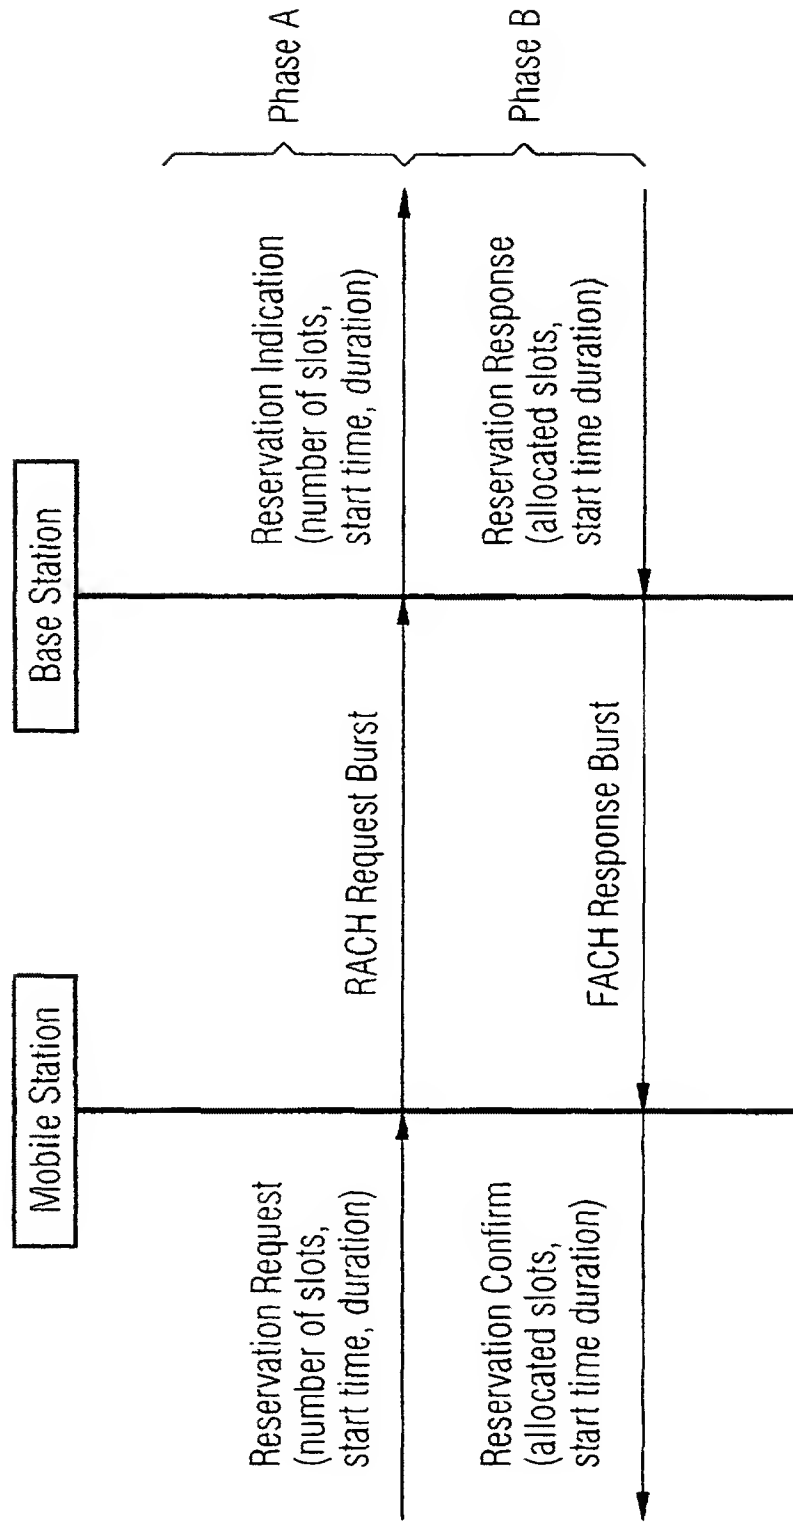 Mobile Station
Base Station
Reservation Request
(number of slots,
start time, duration)
RACH Request Burst
Reservation Indication
(number of slots,
start time, duration)
Phase A
Reservation Confirm
(allocated slots,
start time duration)
FACH Response Burst
Reservation Response
(allocated slots,
start time duration)
Phase B